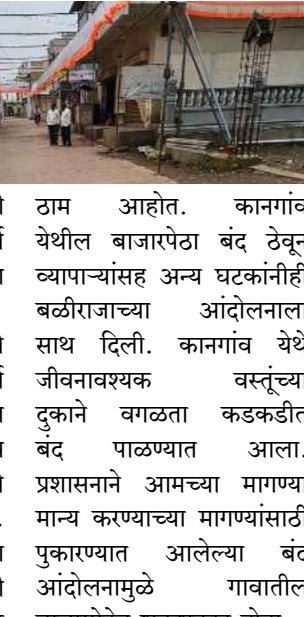 ठाम आहोत. कानगांव
येथील बाजारपेठा बंद ठेवून
व्यापाऱ्यांसह अन्य घटकांनीही
बळीराजाच्या आंदोलनाला
साथ दिली. कानगांव येथे
जीवनावश्यक वस्तूंच्या
दुकाने वगळता कडकडीत
बंद पाळण्यात आला.
प्रशासनाने आमच्या मागण्या
मान्य करण्याच्या मागण्यांसाठी
पुकारण्यात आलेल्या बंद
आंदोलनामुळे गावातील